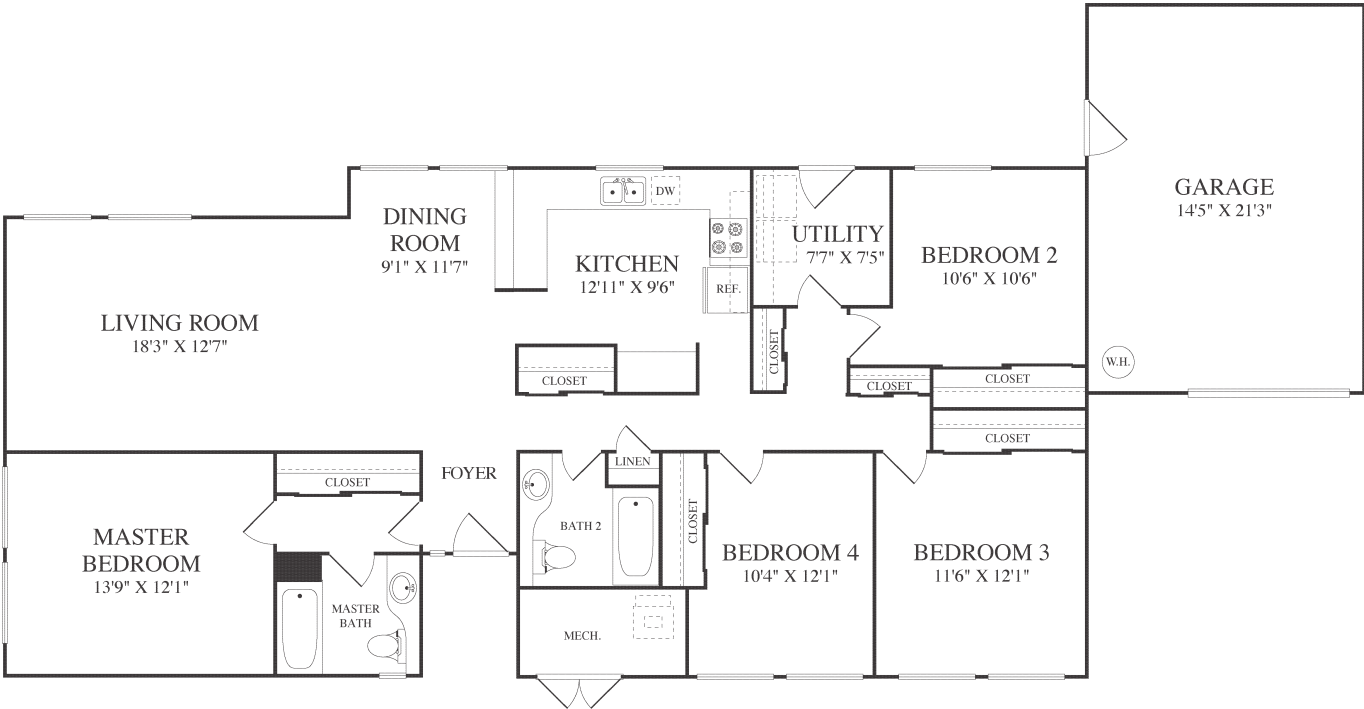 GARAGE
14'5" X 21'3"
W.H.
DINING
ROOM
9'1" X 11'7"
DW
KITCHEN
12'11" X 9'6"
REF.
UTILITY
7'7" X 7'5"
BEDROOM 2
10'6" X 10'6"
LIVING ROOM
18'3" X 12'7"
CLOSET
CLOSET
CLOSET
CLOSET
CLOSET
FOYER
LINEN
CLOSET
MASTER
BEDROOM
13'9" X 12'1"
CLOSET
MASTER
BATH
BATH 2
MECH.
BEDROOM 4
10'4" X 12'1"
BEDROOM 3
11'6" X 12'1"